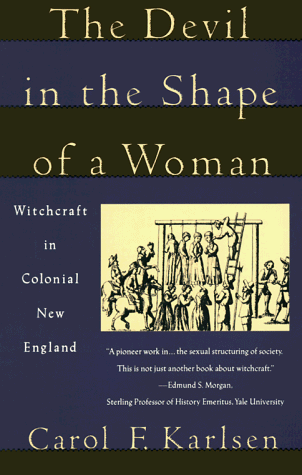 The Devil
in the Shape
of a Woman
Witchcraft
in
Colonial
New
England
"A pioneer work in... the sexual structuring of society.
This is not just another book about witchcraft."
—Edmund S. Morgan,
Sterling Professor of History Emeritus, Yale University
Carol F. Karlsen